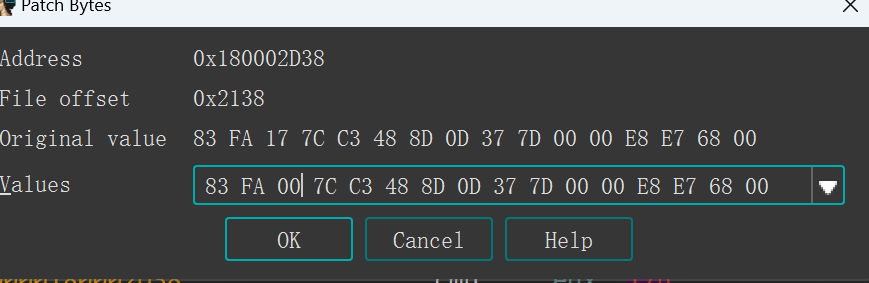 Patch Bytes
Address 0x180002D38
File offset 0x2138
Original value 83 FA 17 7C C3 48 8D 0D 37 7D 00 00 E8 E7 68 00
Values 83 FA 00 7C C3 48 8D 0D 37 7D 00 00 E8 E7 68 00
OK Cancel Help